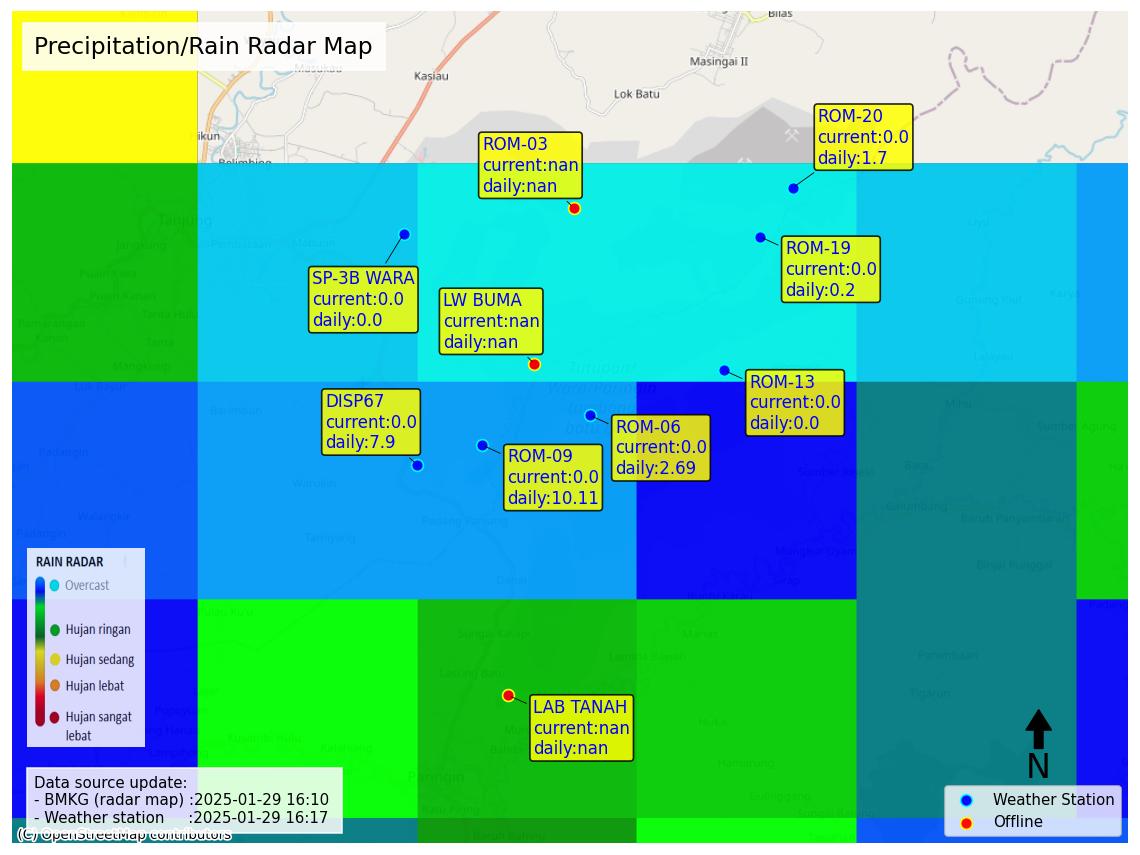 Precipitation/Rain Radar Map
Bilas
Masingai II
Kasiau
Masukau
Lok Batu
Belimbing
ROM-20
current:0.0
daily:1.7
ROM-03
current:nan
daily:nan
Tanjung
Jangkung
ROM-19
current:0.0
daily:0.2
SP-3B WARA
current:0.0
daily:0.0
LW BUMA
current:nan
daily:nan
ROM-13
current:0.0
daily:0.0
DISP67
current:0.0
daily:7.9
ROM-06
current:0.0
daily:2.69
ROM-09
current:0.0
daily:10.11
Padang Panjang
RAIN RADAR
Overcast
Hujan ringan
Hujan sedang
Hujan lebat
Hujan sangat
lebat
LAB TANAH
current:nan
daily:nan
Paringin
N
Data source update:
- BMKG (radar map) :2025-01-29 16:10
- Weather station :2025-01-29 16:17
Weather Station
Offline
(C) OpenStreetMap contributors